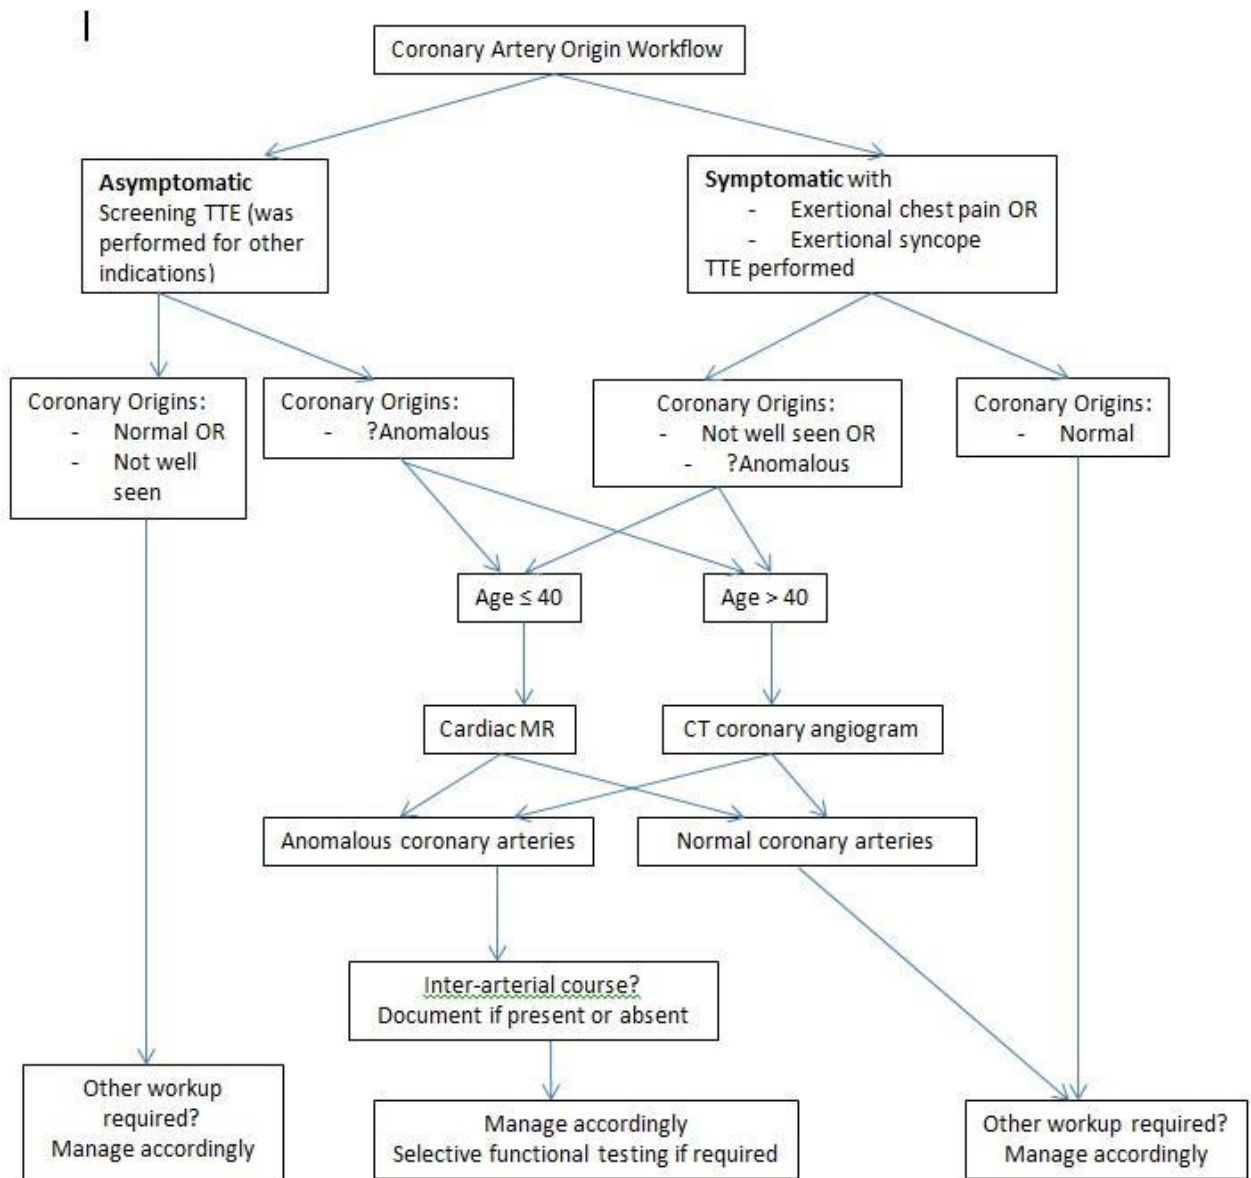 Coronary Artery Origin Workflow
Asymptomatic
Screening TTE (was
performed for other
indications)
Symptomatic with
- Exertional chest pain OR
- Exertional syncope
TTE performed
Coronary Origins:
- Normal OR
- Not well
seen
Coronary Origins:
- ?Anomalous
Coronary Origins:
- Not well seen OR
- ?Anomalous
Coronary Origins:
- Normal
Age ≤ 40
Age > 40
Cardiac MR
CT coronary angiogram
Anomalous coronary arteries
Normal coronary arteries
Inter-arterial course?
Document if present or absent
Other workup
required?
Manage accordingly
Manage accordingly
Selective functional testing if required
Other workup required?
Manage accordingly